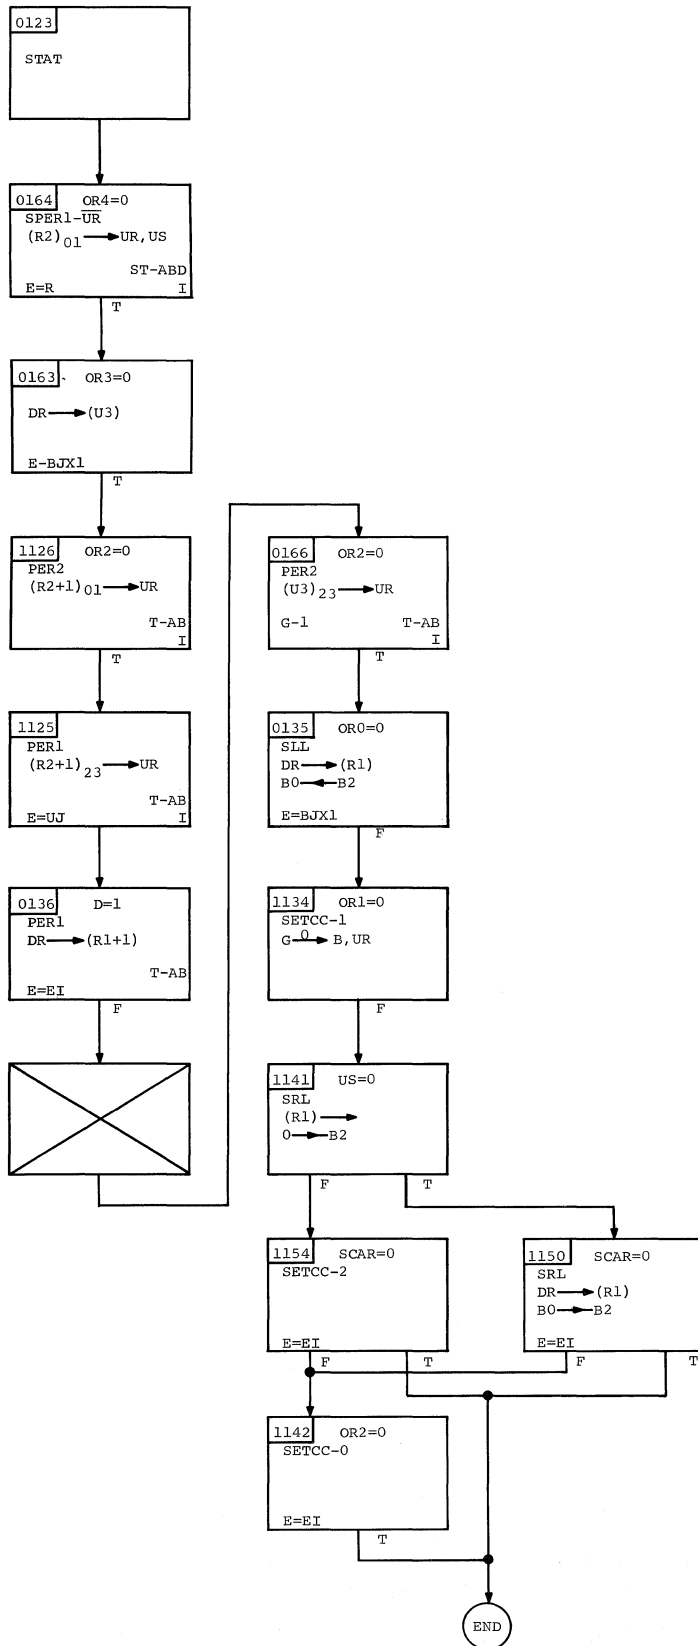 0123
STAT
0164 OR4=0
SPER1-UR
(R2)01 → UR,US
ST-ABD
E=R I
T
0163 OR3=0
DR → (U3)
E-BJX1
T
1126 OR2=0
PER2
(R2+1)01 → UR
T-AB
I
T
1125
PER1
(R2+1)23 → UR
T-AB
E=UJ I
0136 D=1
PER1
DR → (R1+1)
T-AB
E=EI
F
0166 OR2=0
PER2
(U3)23 → UR
G-1 T-AB
I
T
0135 OR0=0
SLL
DR → (R1)
B0 ← B2
E=BJX1
F
1134 OR1=0
SETCC-1
G 0 → B,UR
F
1141 US=0
SRL
(R1) →
0 → B2
F T
1154 SCAR=0
SETCC-2
E=EI
F T
1150 SCAR=0
SRL
DR → (R1)
B0 → B2
E=EI
F T
1142 OR2=0
SETCC-0
E=EI
T
END